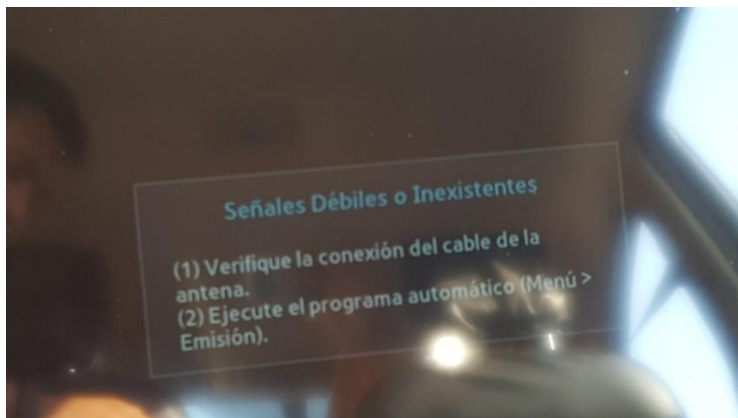 Señales Débiles o Inexistentes
(1) Verifique la conexión del cable de la
antena.
(2) Ejecute el programa automático (Menú >
Emisión).